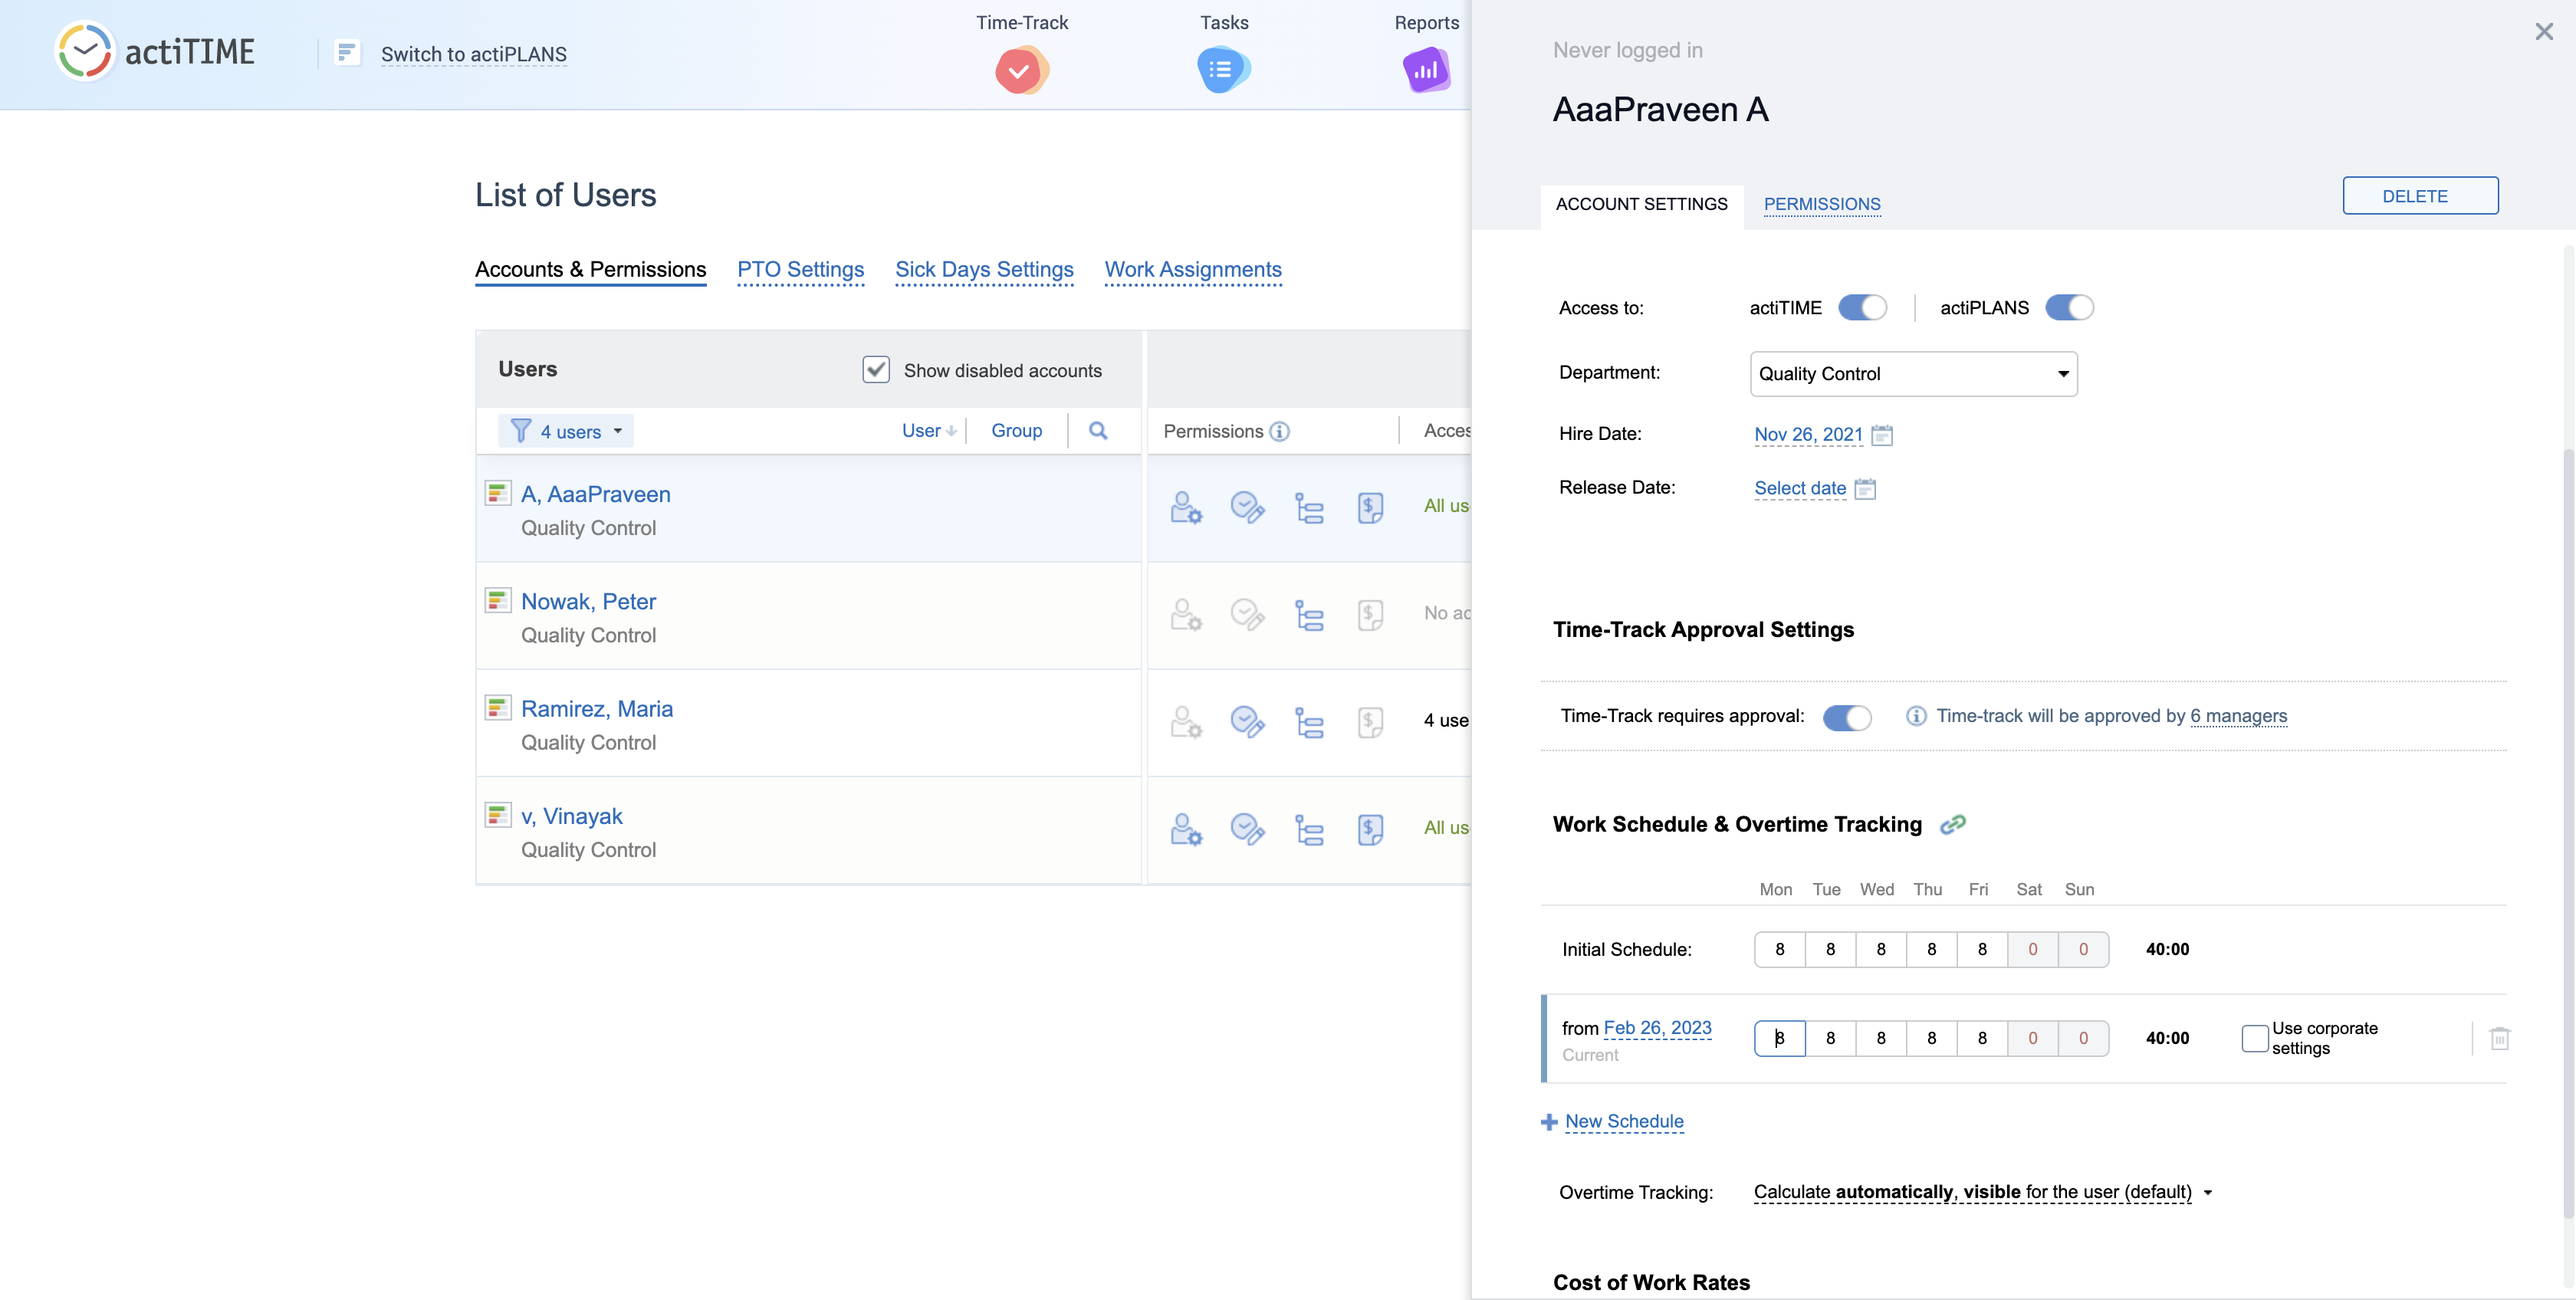 actiTIME
Switch to actiPLANS
Time-Track
Tasks
Reports
List of Users
Accounts & Permissions
PTO Settings
Sick Days Settings
Work Assignments
Users
Show disabled accounts
4 users
User
Group
Permissions
Acces
A, AaaPraveen
Quality Control
All us
Nowak, Peter
Quality Control
No ac
Ramirez, Maria
Quality Control
4 use
v, Vinayak
Quality Control
All us
Never logged in
AaaPraveen A
ACCOUNT SETTINGS
PERMISSIONS
DELETE
Access to:
actiTIME
actiPLANS
Department:
Quality Control
Hire Date:
Nov 26, 2021
Release Date:
Select date
Time-Track Approval Settings
Time-Track requires approval:
Time-track will be approved by 6 managers
Work Schedule & Overtime Tracking
Mon Tue Wed Thu Fri Sat Sun
Initial Schedule:
8 8 8 8 8 0 0
40:00
from Feb 26, 2023
Current
8 8 8 8 8 0 0
40:00
Use corporate
settings
New Schedule
Overtime Tracking:
Calculate automatically, visible for the user (default)
Cost of Work Rates